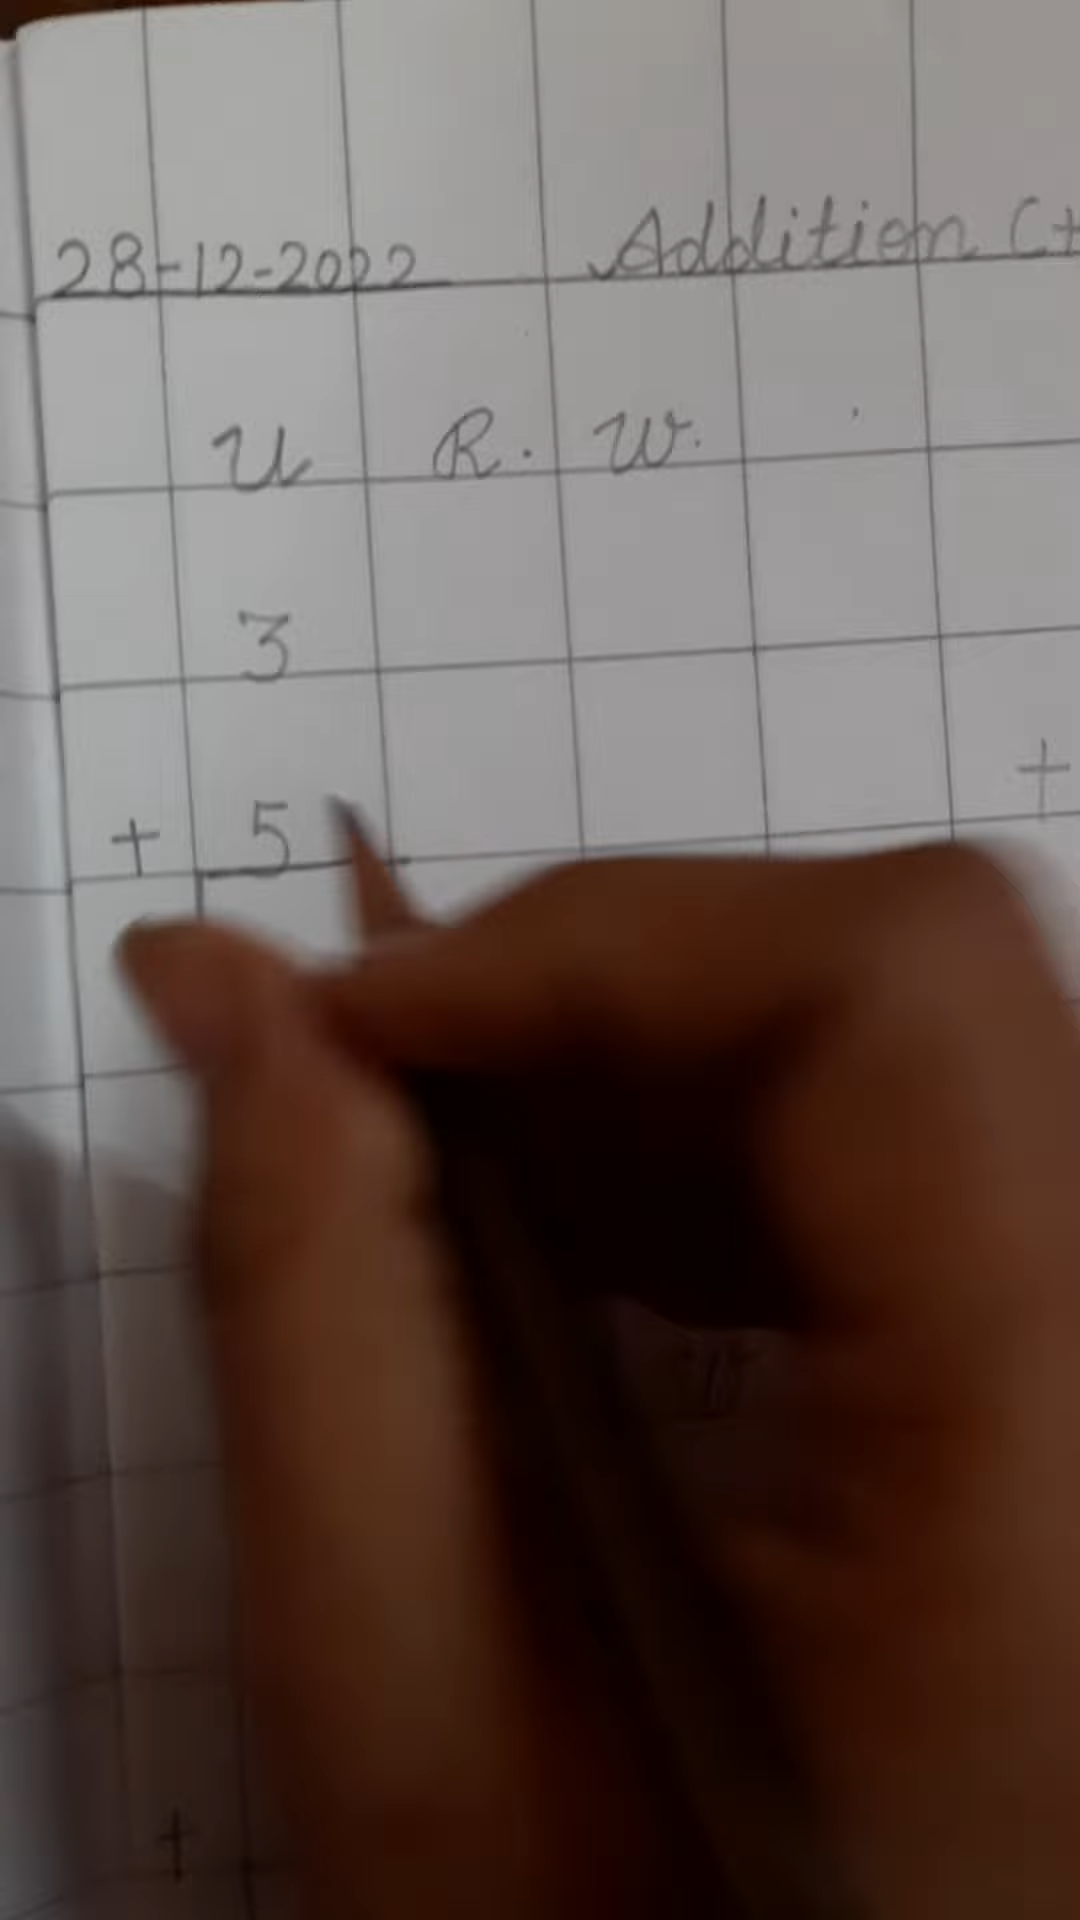 28-12-2022 Addition (+
U R. W.
3
+ 5
+
+